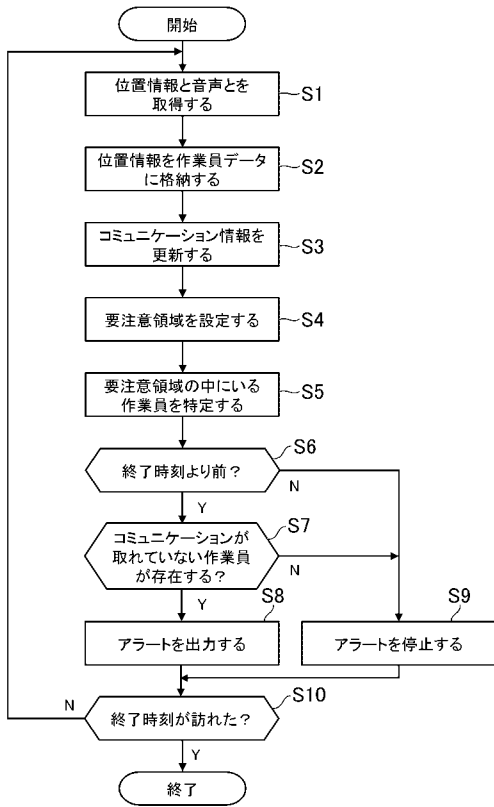 開始
位置情報と音声とを
取得する
S1
位置情報を作業員データ
に格納する
S2
コミュニケーション情報を
更新する
S3
要注意領域を設定する
S4
要注意領域の中にいる
作業員を特定する
S5
終了時刻より前?
S6
N
Y
コミュニケーションが
取れていない作業員
が存在する?
S7
N
Y
アラートを出力する
S8
アラートを停止する
S9
終了時刻が訪れた?
S10
N
Y
終了